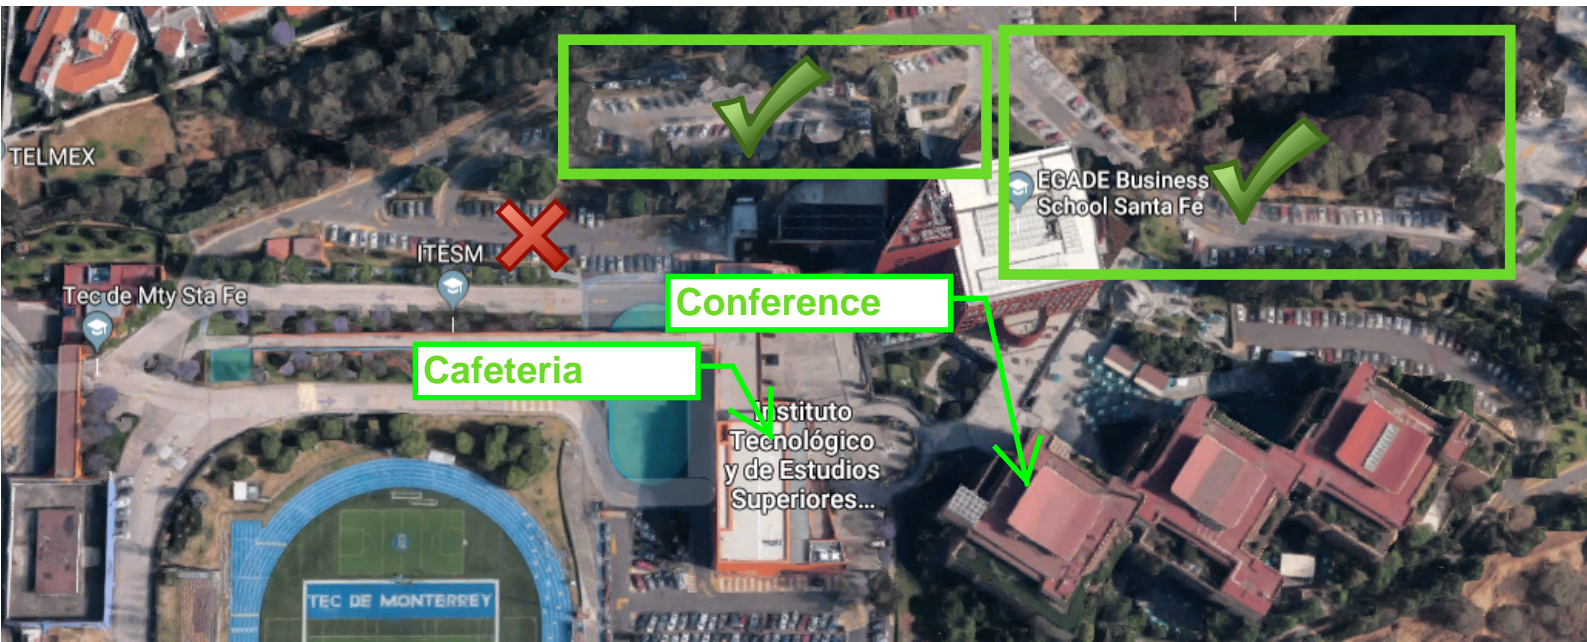 TELMEX
EGADE Business
School Santa Fe
ITESM
Tec de Mty Sta Fe
Conference
Cafeteria
Instituto
Tecnológico
y de Estudios
Superiores...
TEC DE MONTERREY